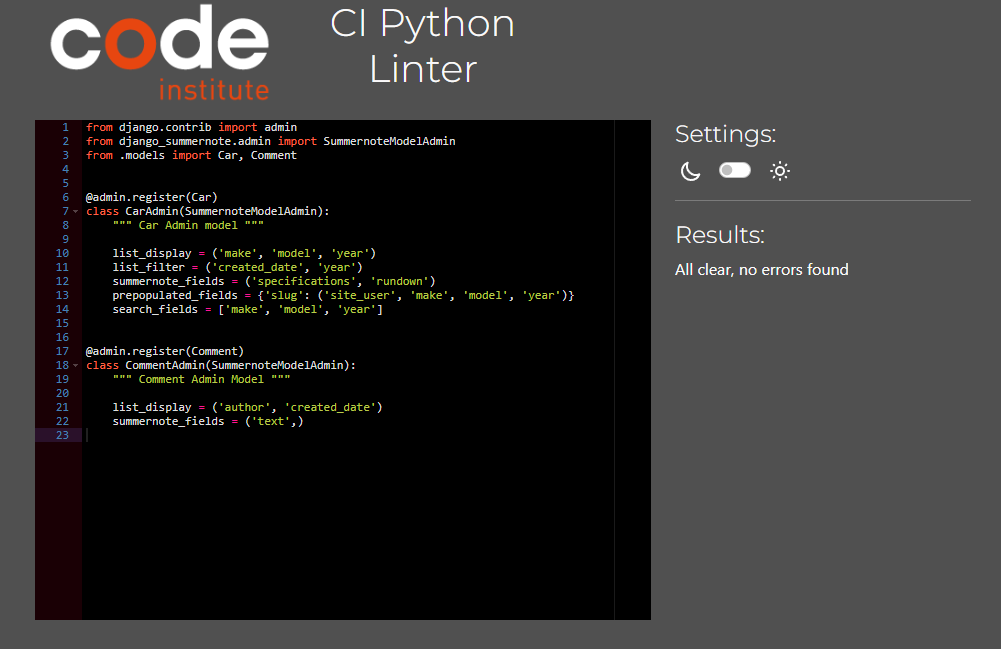 code
institute
CI Python
Linter
1 from django.contrib import admin
2 from django_summernote.admin import SummernoteModelAdmin
3 from .models import Car, Comment
4
5
6 @admin.register(Car)
7 class CarAdmin(SummernoteModelAdmin):
8     """ Car Admin model """
9
10     list_display = ('make', 'model', 'year')
11     list_filter = ('created_date', 'year')
12     summernote_fields = ('specifications', 'rundown')
13     prepopulated_fields = {'slug': ('site_user', 'make', 'model', 'year')}
14     search_fields = ['make', 'model', 'year']
15
16
17 @admin.register(Comment)
18 class CommentAdmin(SummernoteModelAdmin):
19     """ Comment Admin Model """
20
21     list_display = ('author', 'created_date')
22     summernote_fields = ('text',)
23
Settings:
Results:
All clear, no errors found